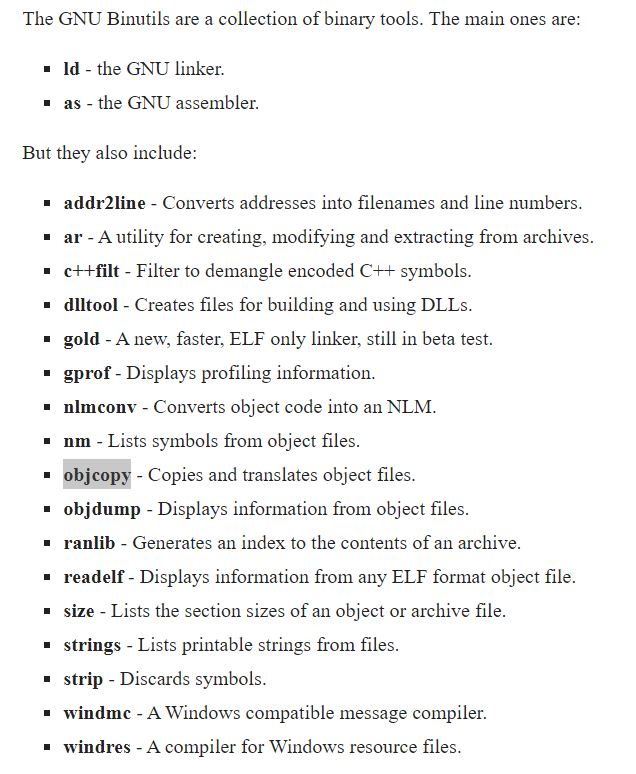 The GNU Binutils are a collection of binary tools. The main ones are:
ld - the GNU linker.
as - the GNU assembler.
But they also include:
addr2line - Converts addresses into filenames and line numbers.
ar - A utility for creating, modifying and extracting from archives.
c++filt - Filter to demangle encoded C++ symbols.
dlltool - Creates files for building and using DLLs.
gold - A new, faster, ELF only linker, still in beta test.
gprof - Displays profiling information.
nlmconv - Converts object code into an NLM.
nm - Lists symbols from object files.
objcopy - Copies and translates object files.
objdump - Displays information from object files.
ranlib - Generates an index to the contents of an archive.
readelf - Displays information from any ELF format object file.
size - Lists the section sizes of an object or archive file.
strings - Lists printable strings from files.
strip - Discards symbols.
windmc - A Windows compatible message compiler.
windres - A compiler for Windows resource files.